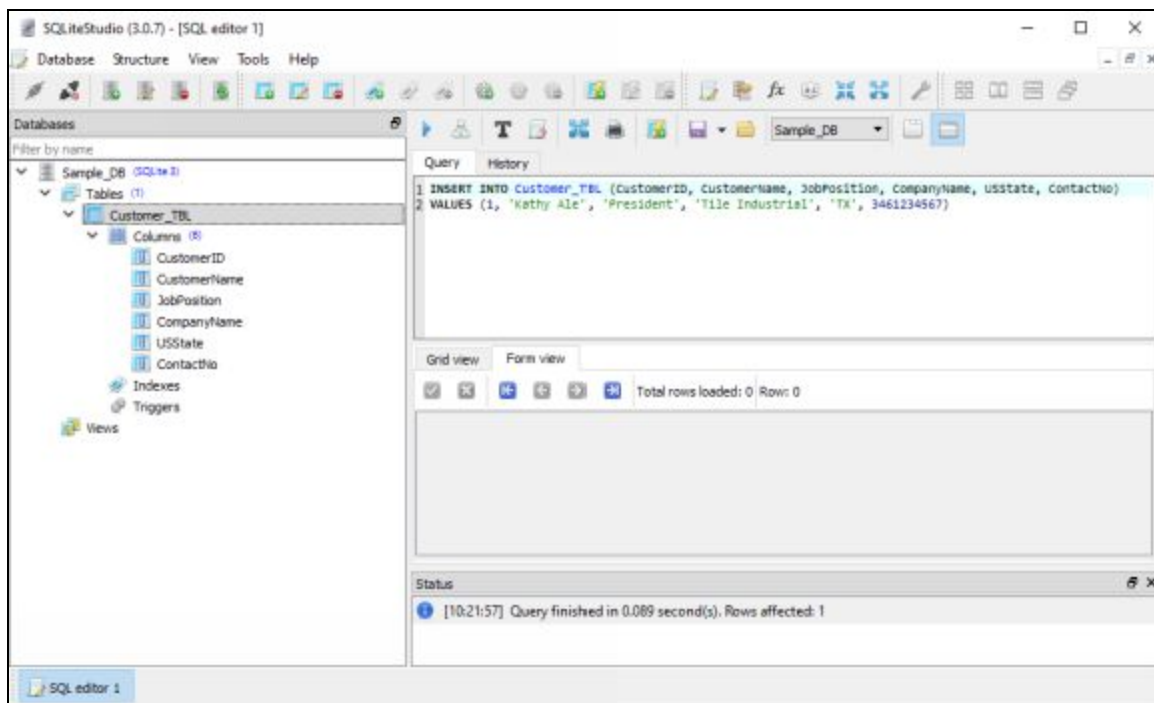 SQLiteStudio (3.0.7) - [SQL editor 1]
Database Structure View Tools Help
Databases
Filter by name
Sample_DB (SQLite 3)
Tables (1)
Customer_TBL
Columns (6)
CustomerID
CustomerName
JobPosition
CompanyName
USState
ContactNo
Indexes
Triggers
Views
Sample_DB
Query History
1 INSERT INTO Customer_TBL (CustomerID, CustomerName, JobPosition, CompanyName, USState, ContactNo)
2 VALUES (1, 'Kathy Ale', 'President', 'Tile Industrial', 'TX', 3461234567)
Grid view Form view
Total rows loaded: 0 Row: 0
Status
[10:21:57] Query finished in 0.089 second(s). Rows affected: 1
SQL editor 1